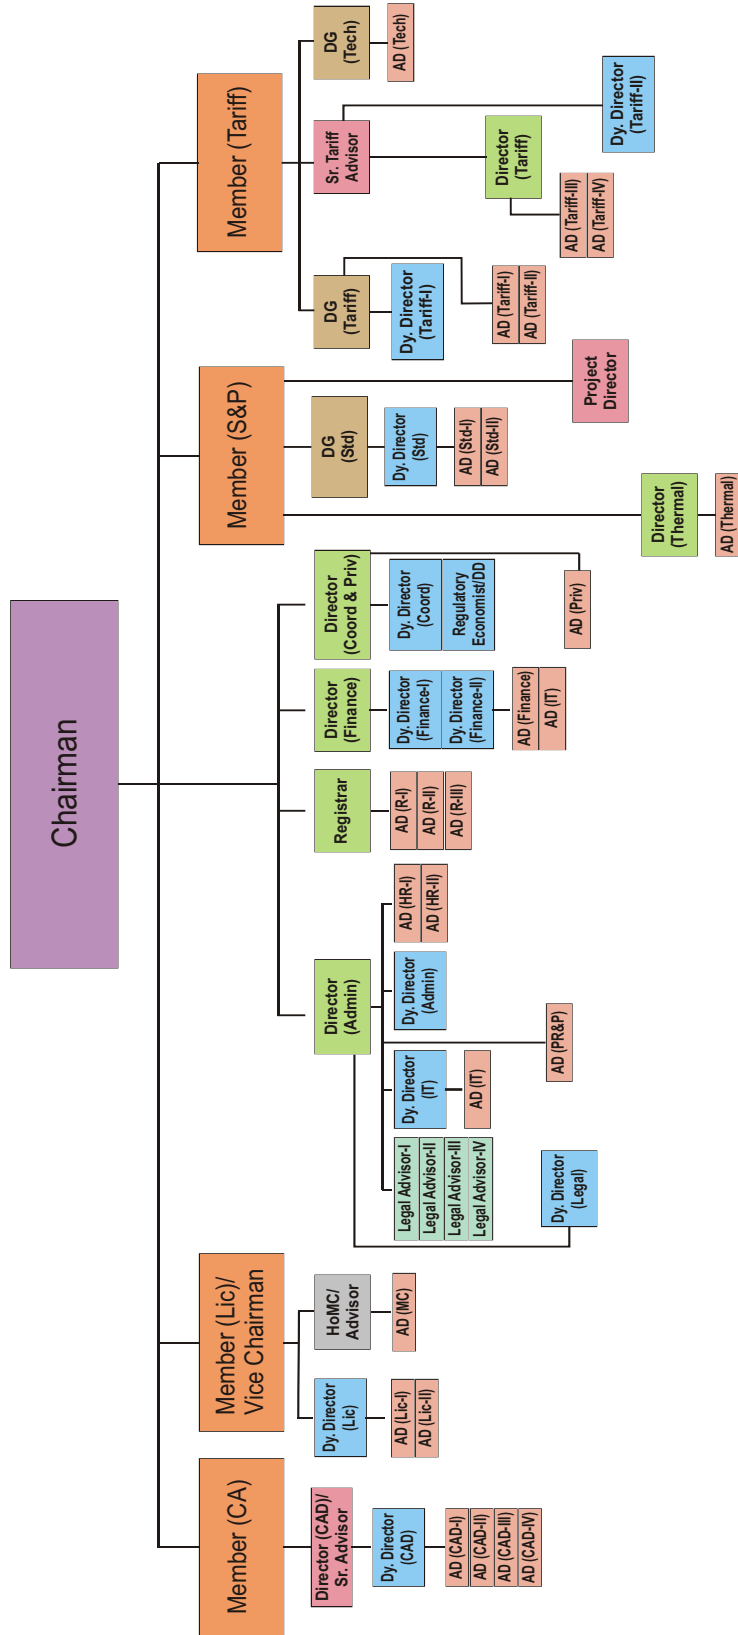 Chairman
Member (CA)
Member (Lic)/
Vice Chairman
Member (S&P)
Member (Tariff)
Director (CAD)/
Sr. Advisor
Dy. Director
(CAD)
AD (CAD-I)
AD (CAD-II)
AD (CAD-III)
AD (CAD-IV)
Dy. Director
(Lic)
AD (Lic-I)
AD (Lic-II)
HoMC/
Advisor
AD (MC)
Director
(Admin)
Legal Advisor-I
Legal Advisor-II
Legal Advisor-III
Legal Advisor-IV
Dy. Director
(Legal)
Dy. Director
(IT)
AD (IT)
AD (PR&P)
Dy. Director
(Admin)
AD (HR-I)
AD (HR-II)
Registrar
AD (R-I)
AD (R-II)
AD (R-III)
Director
(Finance)
Dy. Director
(Finance-I)
Dy. Director
(Finance-II)
AD (Finance)
AD (IT)
Director
(Coord & Priv)
Dy. Director
(Coord)
Regulatory
Economist/DD
AD (Priv)
Director
(Thermal)
AD (Thermal)
DG
(Std)
Dy. Director
(Std)
AD (Std-I)
AD (Std-II)
Project
Director
DG
(Tariff)
Dy. Director
(Tariff-I)
AD (Tariff-I)
AD (Tariff-II)
Sr. Tariff
Advisor
Director
(Tariff)
AD (Tariff-III)
AD (Tariff-IV)
Dy. Director
(Tariff-II)
DG
(Tech)
AD (Tech)